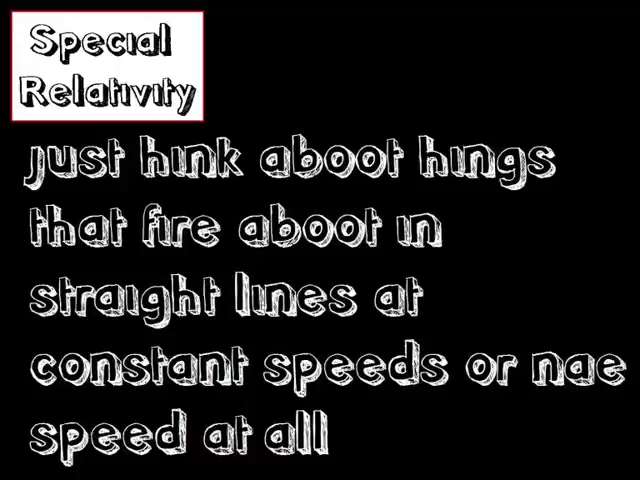 Special
Relativity
Just hink aboot hings
that fire aboot in
straight lines at
constant speeds or nae
speed at all